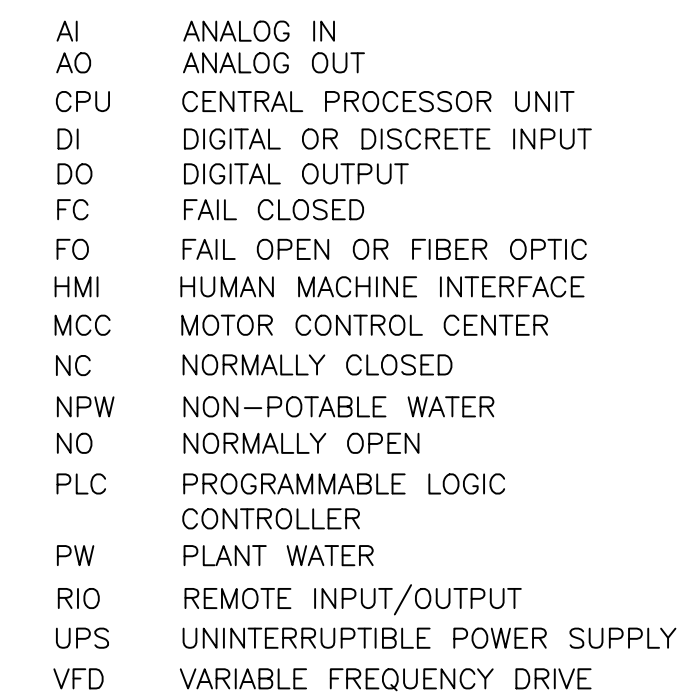 AI ANALOG IN
AO ANALOG OUT
CPU CENTRAL PROCESSOR UNIT
DI DIGITAL OR DISCRETE INPUT
DO DIGITAL OUTPUT
FC FAIL CLOSED
FO FAIL OPEN OR FIBER OPTIC
HMI HUMAN MACHINE INTERFACE
MCC MOTOR CONTROL CENTER
NC NORMALLY CLOSED
NPW NON-POTABLE WATER
NO NORMALLY OPEN
PLC PROGRAMMABLE LOGIC
CONTROLLER
PW PLANT WATER
RIO REMOTE INPUT/OUTPUT
UPS UNINTERRUPTIBLE POWER SUPPLY
VFD VARIABLE FREQUENCY DRIVE